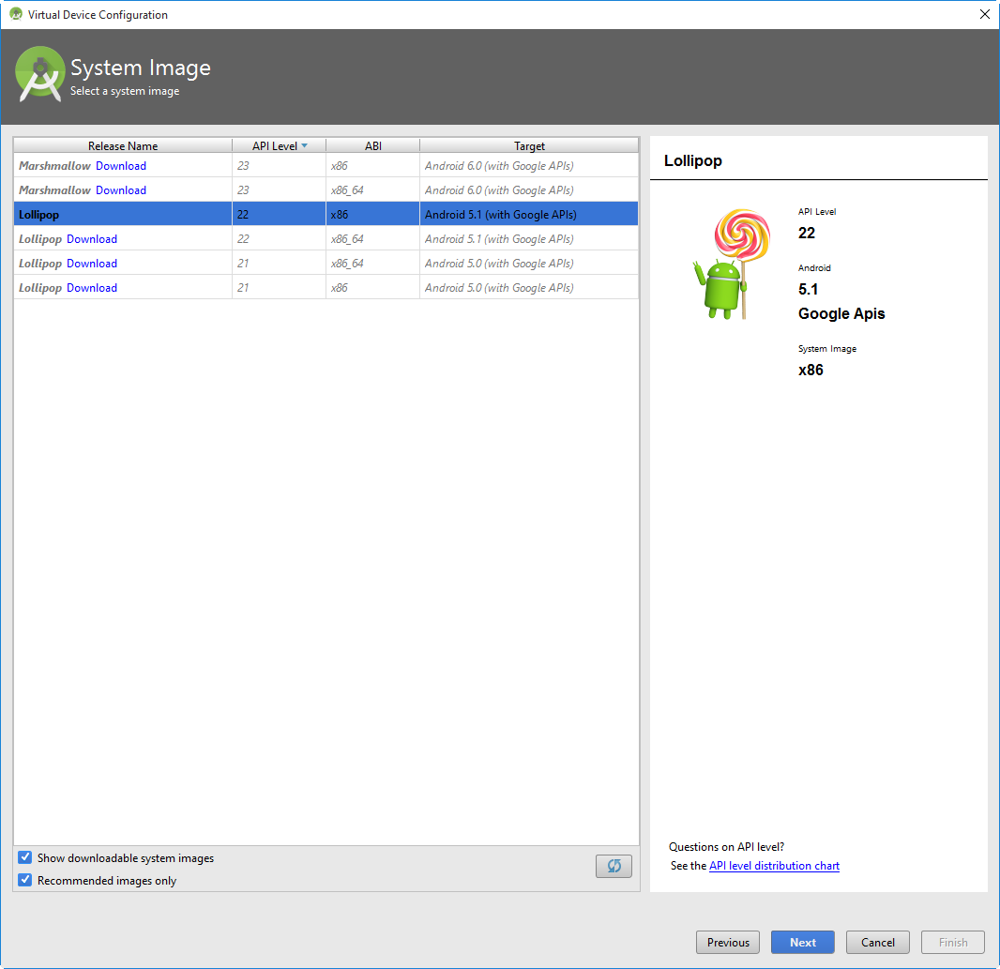 Virtual Device Configuration
System Image
Select a system image
Release Name API Level ABI Target
Marshmallow Download 23 x86 Android 6.0 (with Google APIs)
Marshmallow Download 23 x86_64 Android 6.0 (with Google APIs)
Lollipop 22 x86 Android 5.1 (with Google APIs)
Lollipop Download 22 x86_64 Android 5.1 (with Google APIs)
Lollipop Download 21 x86_64 Android 5.0 (with Google APIs)
Lollipop Download 21 x86 Android 5.0 (with Google APIs)
Show downloadable system images
Recommended images only
Lollipop
API Level
22
Android
5.1
Google Apis
System Image
x86
Questions on API level?
See the API level distribution chart
Previous Next Cancel Finish